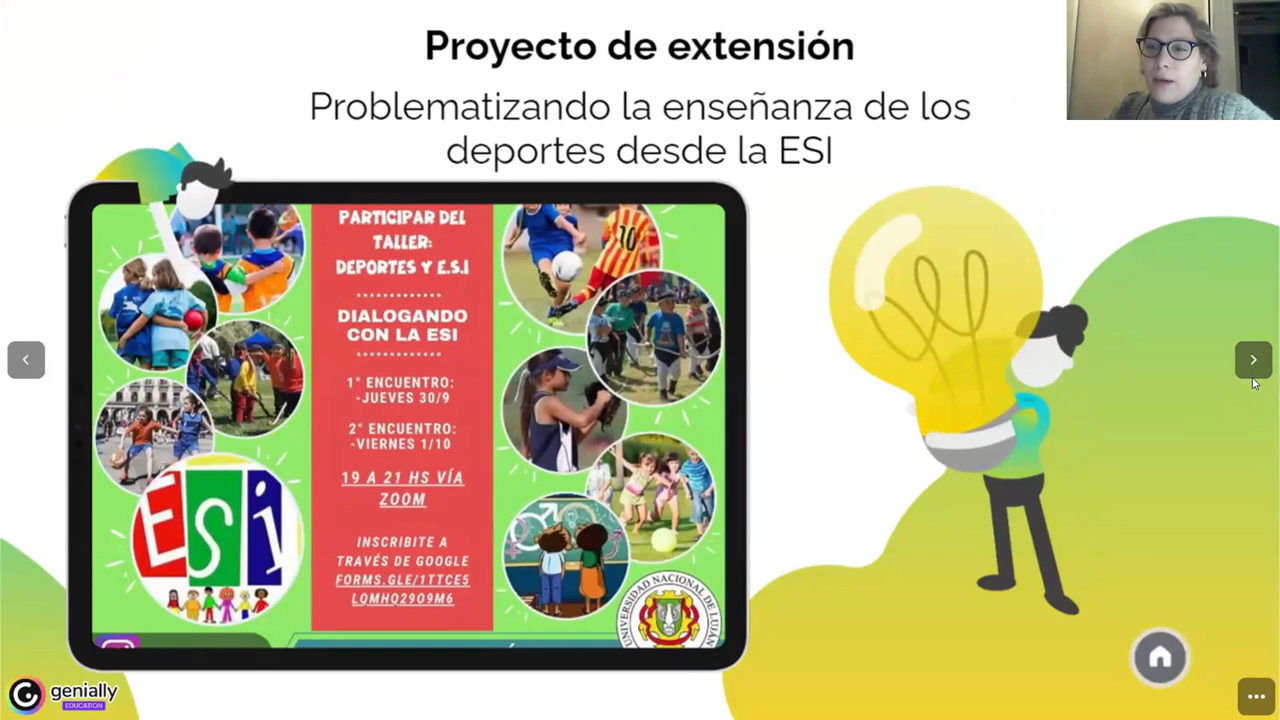 Proyecto de extensión
Problematizando la enseñanza de los
deportes desde la ESI
PARTICIPAR DEL
TALLER:
DEPORTES Y E.S.I
DIALOGANDO
CON LA ESI
1° ENCUENTRO:
-JUEVES 30/9
2° ENCUENTRO:
-VIERNES 1/10
19 A 21 HS VÍA
ZOOM
INSCRIBITE A
TRAVÉS DE GOOGLE
FORMS.GLE/1TTCE5
LQMHQ29O9M6
ESi
10
UNIVERSIDAD NACIONAL DE LUJÁN
genially
EDUCATION